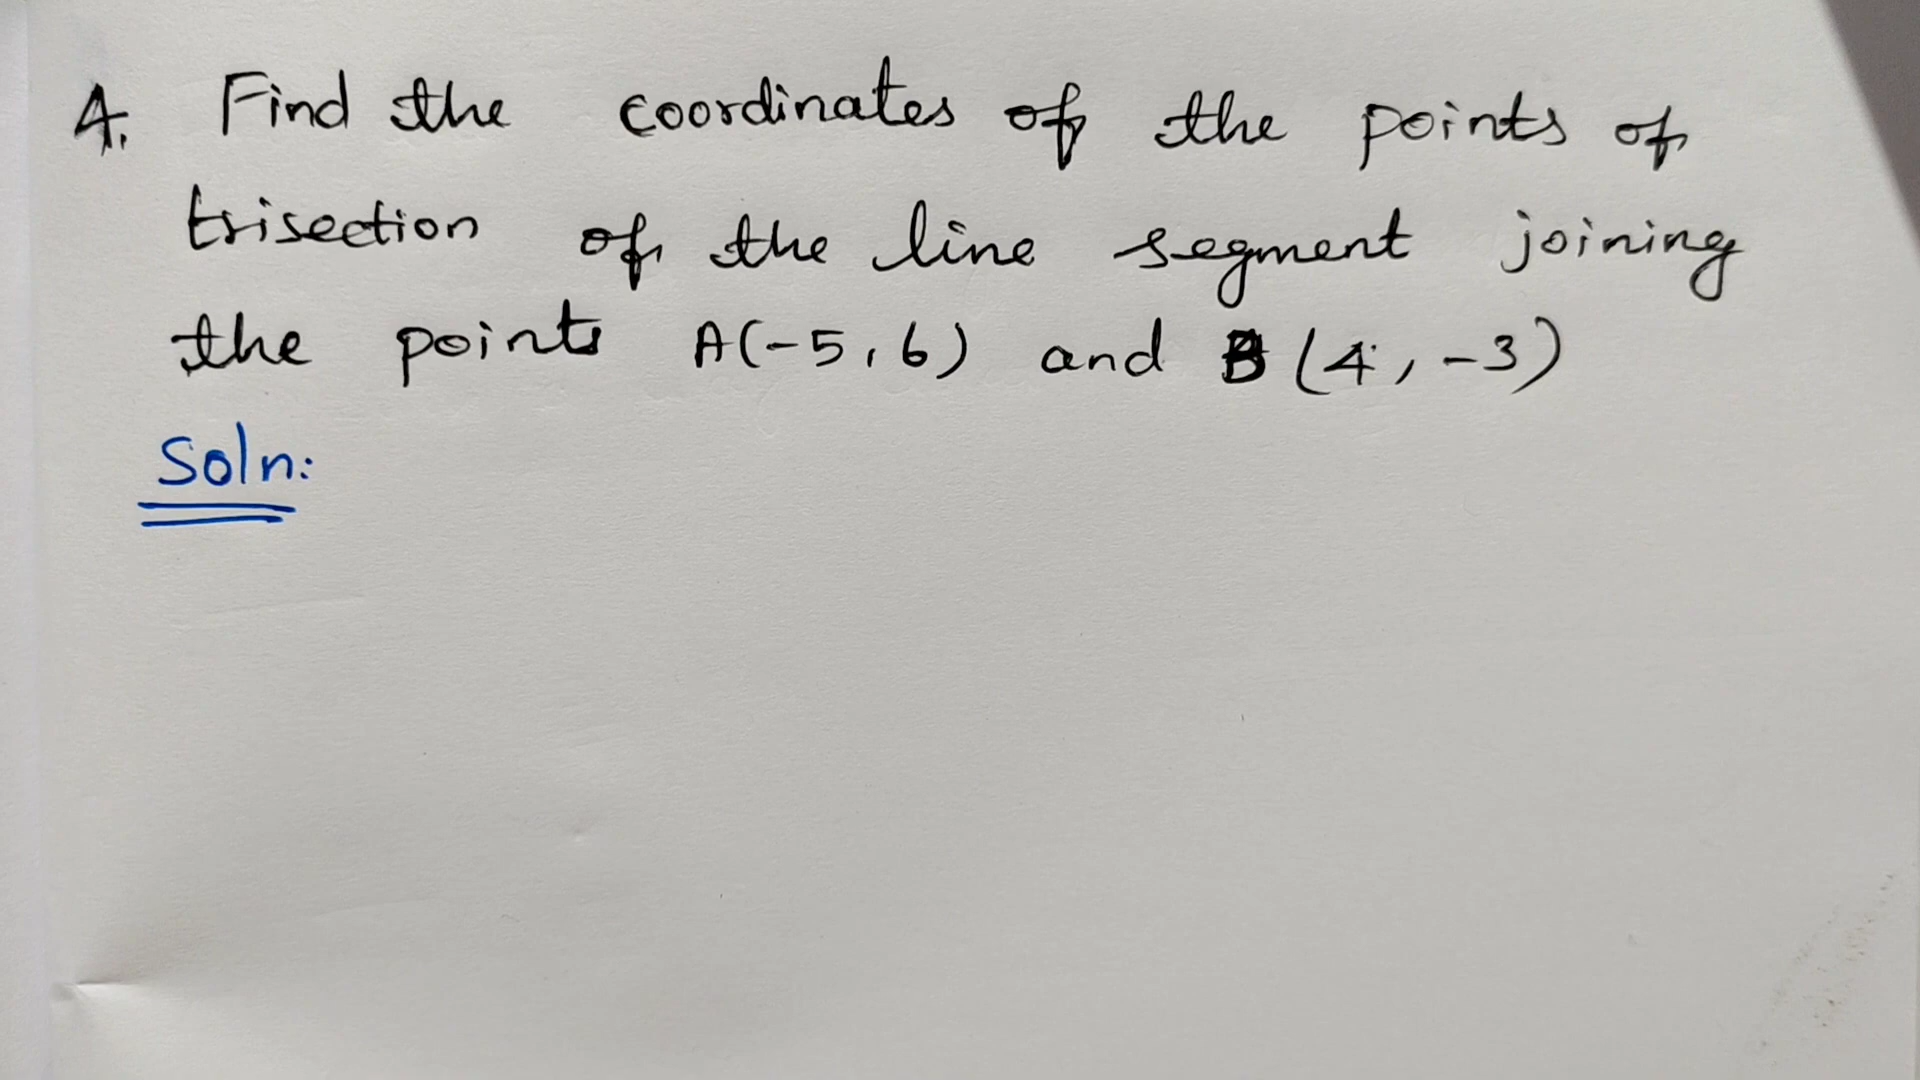 4. Find the coordinates of the points of
trisection of the line segment joining
the points A(-5,6) and B(4,-3)
Soln: